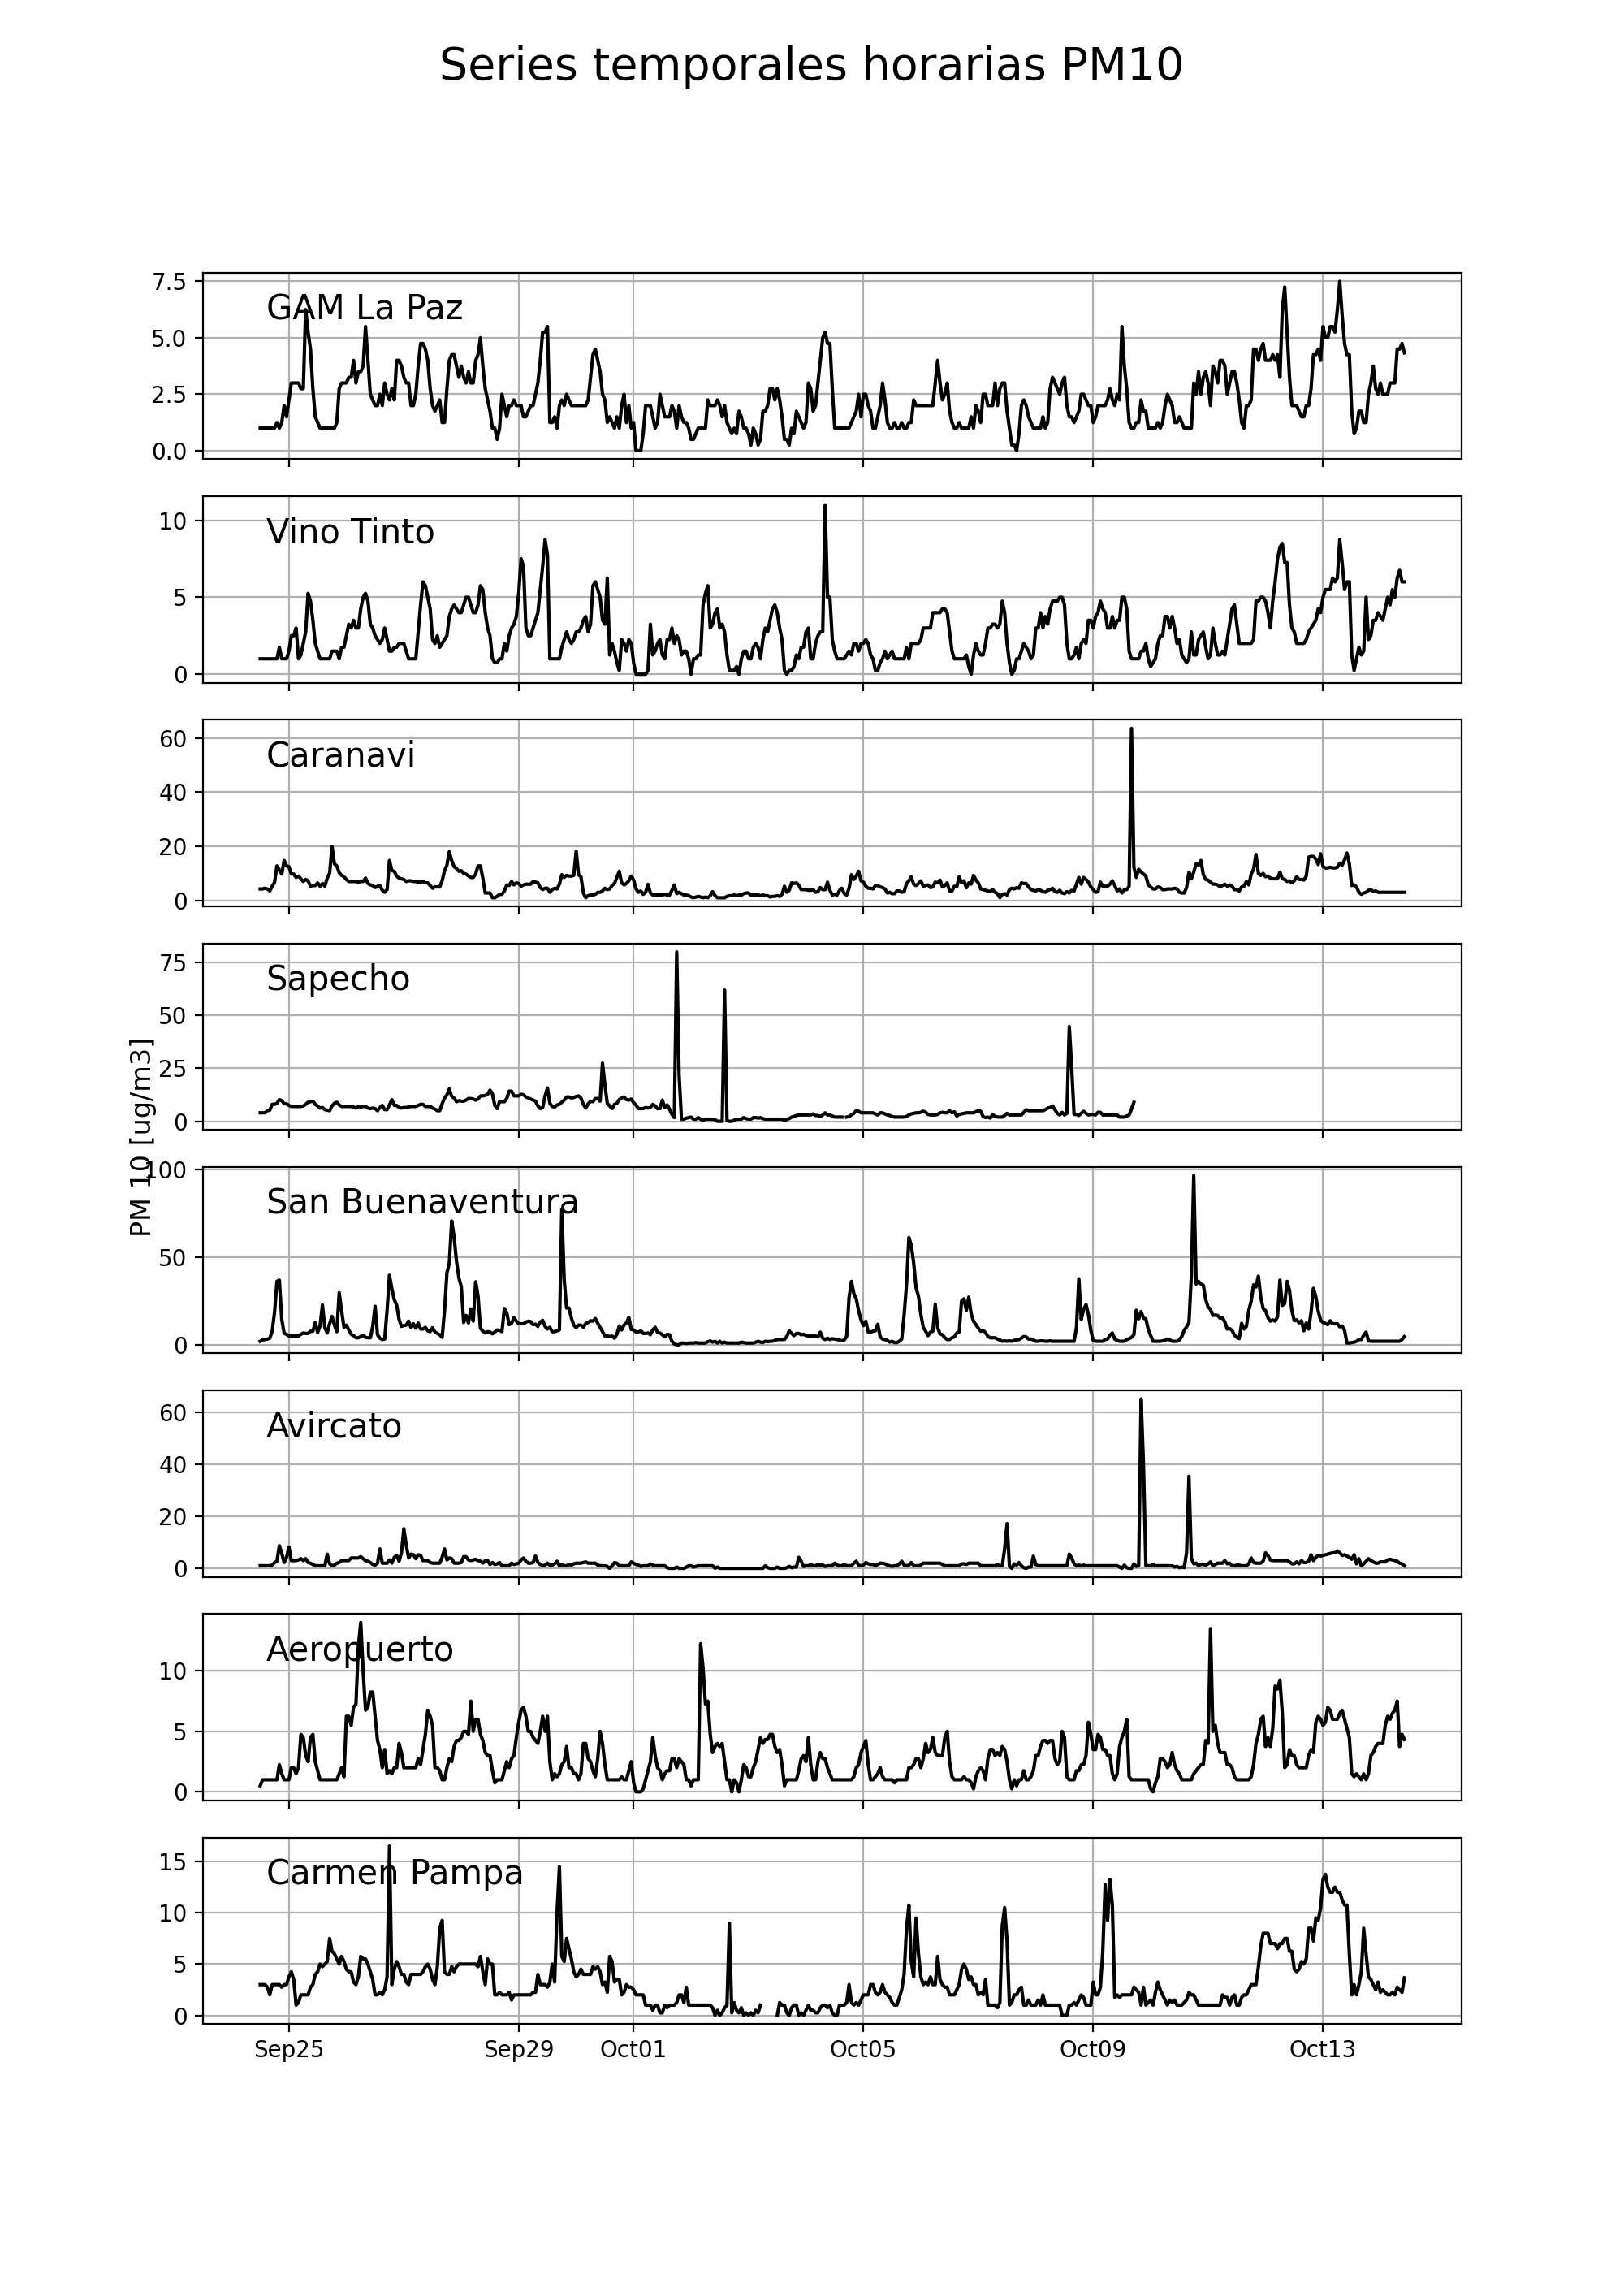 Series temporales horarias PM10
7.5
5.0
2.5
0.0
GAM La Paz
10
5
0
Vino Tinto
60
40
20
0
Caranavi
75
50
25
0
Sapecho
PM 10 [ug/m3]
100
50
0
San Buenaventura
60
40
20
0
Avircato
10
5
0
Aeropuerto
15
10
5
0
Carmen Pampa
Sep25 Sep29 Oct01 Oct05 Oct09 Oct13